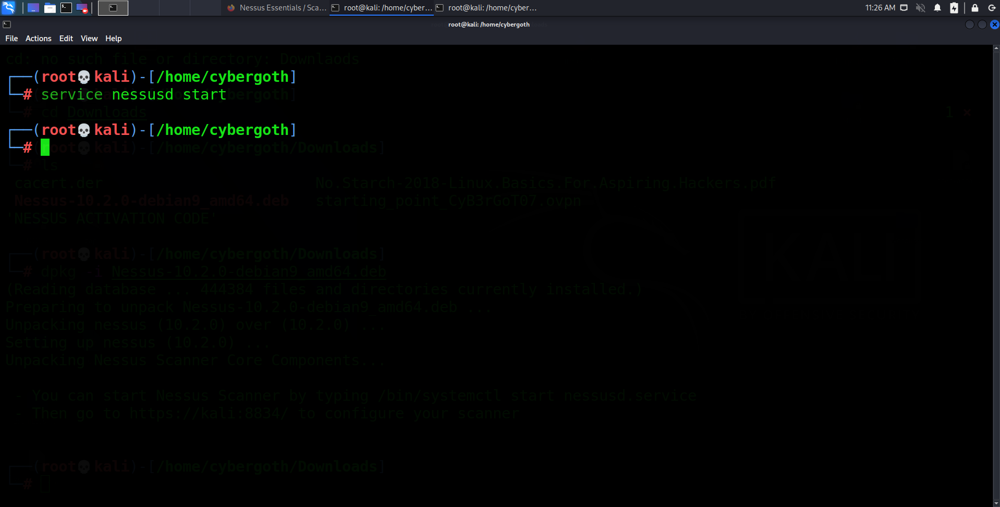 Nessus Essentials / Sca...
root@kali: /home/cyber...
root@kali: /home/cyber...
11:26 AM
root@kali: /home/cybergoth
File Actions Edit View Help
cd: no such file or directory: Downlaods
┌──(root💀kali)-[/home/cybergoth]
└─# service nessusd start
└─# cd Downloads
1 ×
┌──(root💀kali)-[/home/cybergoth]
└─#
(root💀kali)-[/home/cybergoth/Downloads]
└─# ls
cacert.der No.Starch-2018-Linux.Basics.For.Aspiring.Hackers.pdf
Nessus-10.2.0-debian9_amd64.deb starting_point_CyB3rGoT07.ovpn
'NESSUS ACTIVATION CODE'
┌──(root💀kali)-[/home/cybergoth/Downloads]
└─# dpkg -i Nessus-10.2.0-debian9_amd64.deb
(Reading database ... 444384 files and directories currently installed.)
Preparing to unpack Nessus-10.2.0-debian9_amd64.deb ...
Unpacking nessus (10.2.0) over (10.2.0) ...
Setting up nessus (10.2.0) ...
Unpacking Nessus Scanner Core Components...
- You can start Nessus Scanner by typing /bin/systemctl start nessusd.service
- Then go to https://kali:8834/ to configure your scanner
┌──(root💀kali)-[/home/cybergoth/Downloads]
└─#